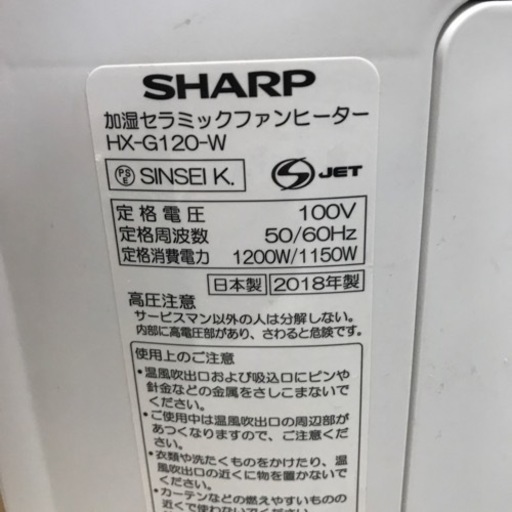 SHARP
加湿セラミックファンヒーター
HX-G120-W
PS E SINSEI K. S JET
定格電圧 100V
定格周波数 50/60Hz
定格消費電力 1200W/1150W
日本製 2018年製
高圧注意
サービスマン以外の人は分解しない。
内部に高電圧部があり、さわると危険です。
使用上のご注意
•温風吹出口および吸込口にピンや
針金などの金属をさしこまないで
ください。
•ご使用中は温風吹出口の周辺部が
あつくなりますので、ご注意くださ
い。
•衣類や洗たくものをかけたり、温
風吹出口の近くに物を置かないで
ください。
•カーテンなどの燃えやすいものの
近くで使わないでください。